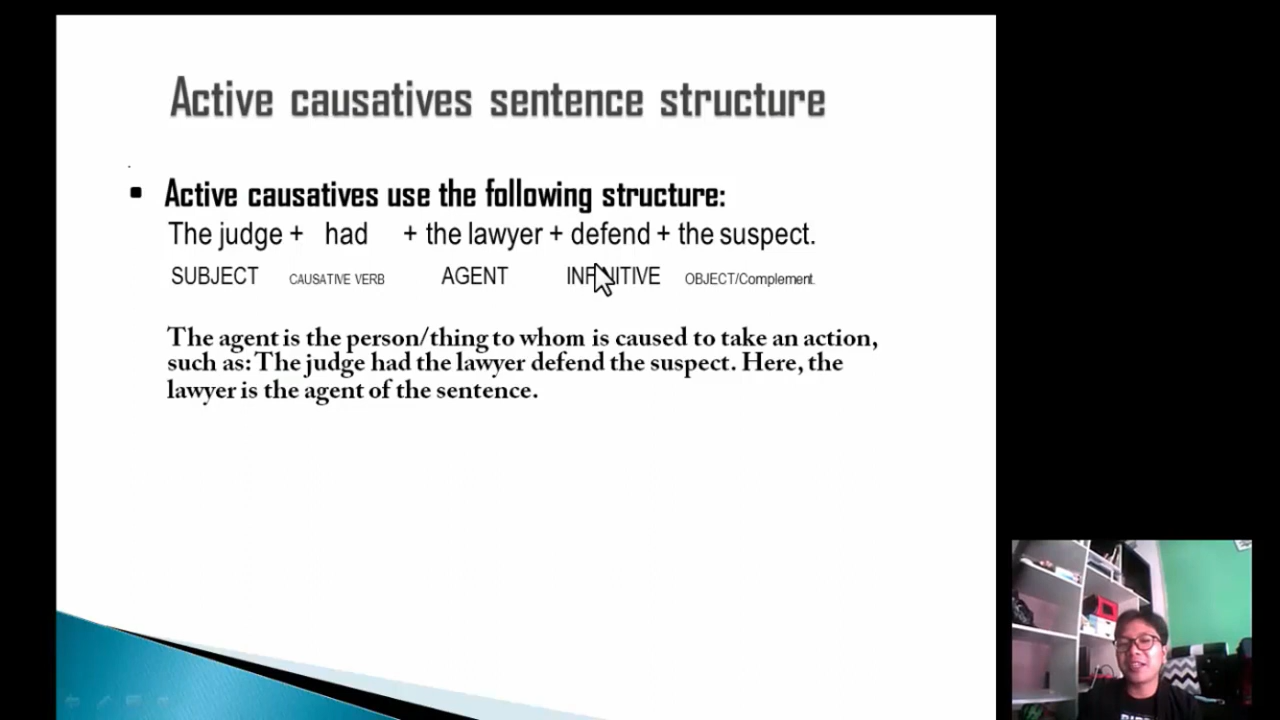 Active causatives sentence structure
▪ Active causatives use the following structure:
The judge + had + the lawyer + defend + the suspect.
SUBJECT CAUSATIVE VERB AGENT INFINITIVE OBJECT/Complement.
The agent is the person/thing to whom is caused to take an action,
such as: The judge had the lawyer defend the suspect. Here, the
lawyer is the agent of the sentence.